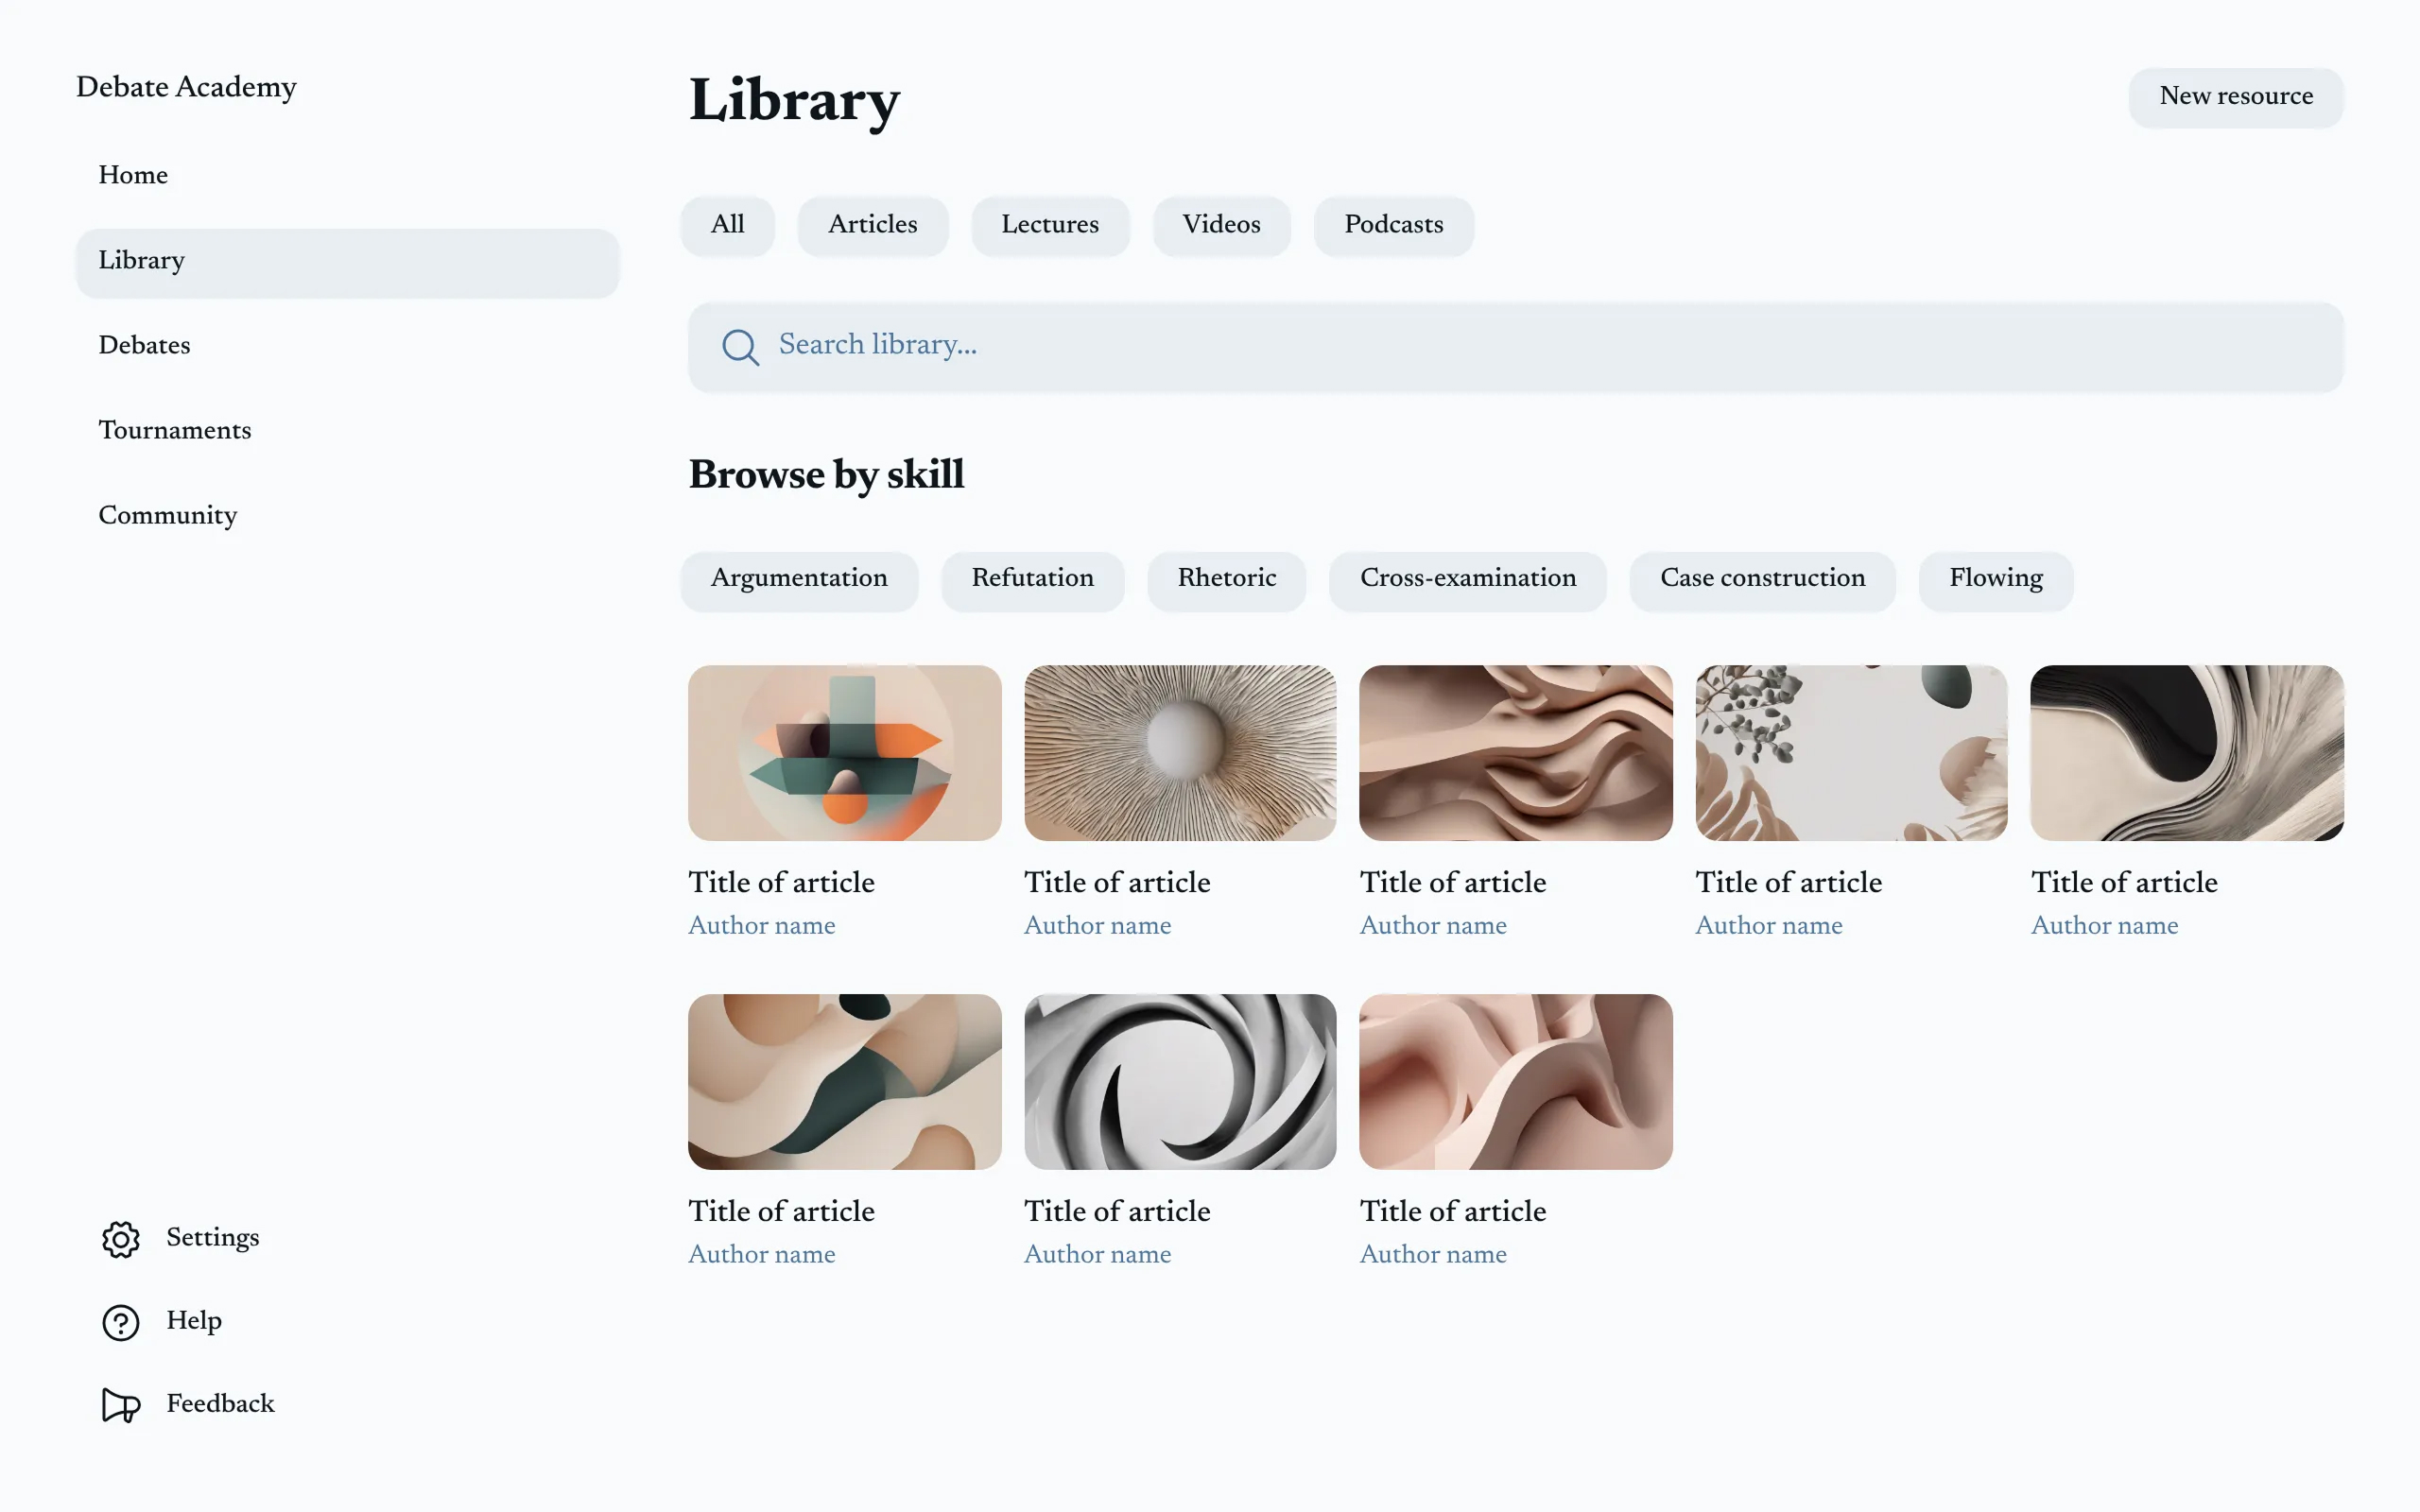 Debate Academy
Home
Library
Debates
Tournaments
Community
Settings
Help
Feedback
Library
New resource
All
Articles
Lectures
Videos
Podcasts
Search library...
Browse by skill
Argumentation
Refutation
Rhetoric
Cross-examination
Case construction
Flowing
Title of article
Author name
Title of article
Author name
Title of article
Author name
Title of article
Author name
Title of article
Author name
Title of article
Author name
Title of article
Author name
Title of article
Author name